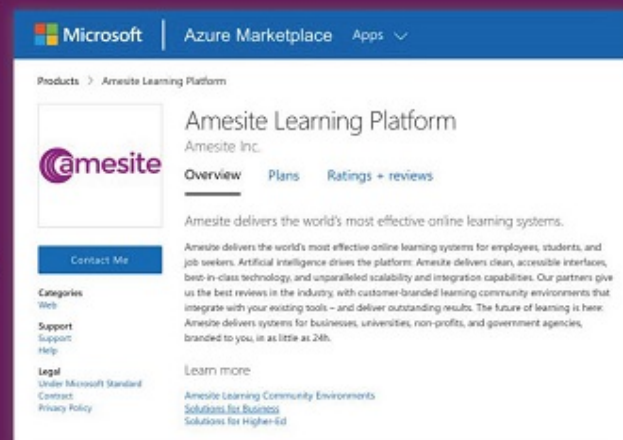 Microsoft Azure Marketplace Apps
Products > Amesite Learning Platform
amesite
Amesite Learning Platform
Amesite Inc.
Overview Plans Ratings + reviews
Amesite delivers the world's most effective online learning systems.
Amesite delivers the world's most effective online learning systems for employees, students, and
job seekers. Artificial intelligence drives the platform: Amesite delivers clean, accessible interfaces,
best-in-class technology, and unparalleled scalability and integration capabilities. Our partners give
us the best reviews in the industry, with customer-branded learning community environments that
integrate with your existing tools – and deliver outstanding results. The future of learning is here:
Amesite delivers systems for businesses, universities, non-profits, and government agencies,
branded to you, in as little as 24h.
Learn more
Amesite Learning Community Environments
Solutions for Business
Solutions for Higher-Ed
Contact Me
Categories
Web
Support
Support
Help
Legal
Under Microsoft Standard
Contract
Privacy Policy